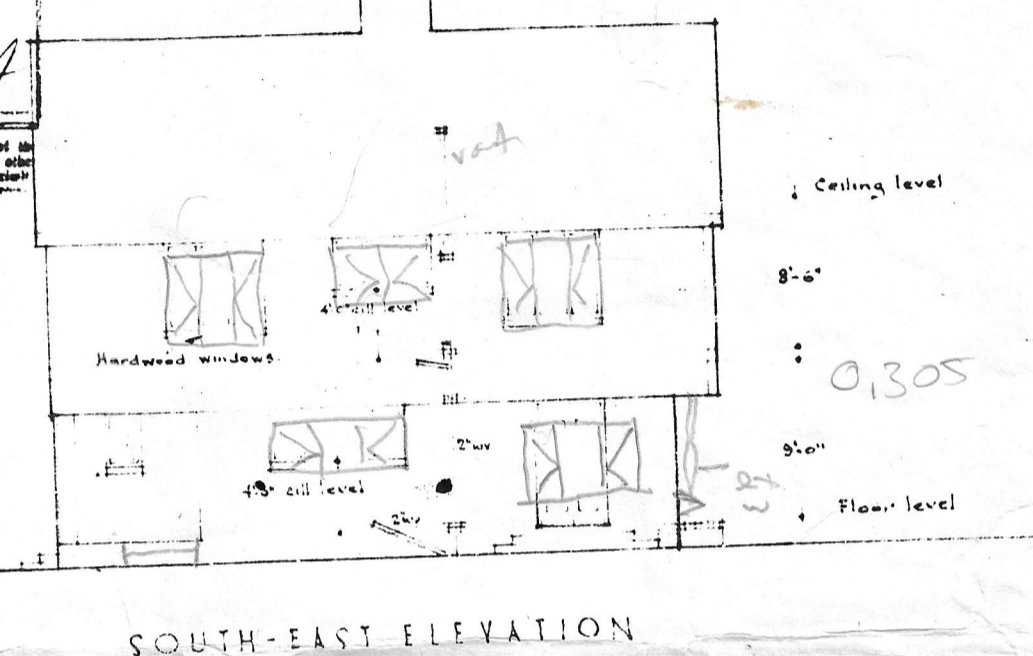 Ceiling level
8'-6"
4'0" cill level
Hardwood windows.
0,305
2"wv
9'-0"
4'-3" cill level
2"wv
Floor level
SOUTH-EAST ELEVATION